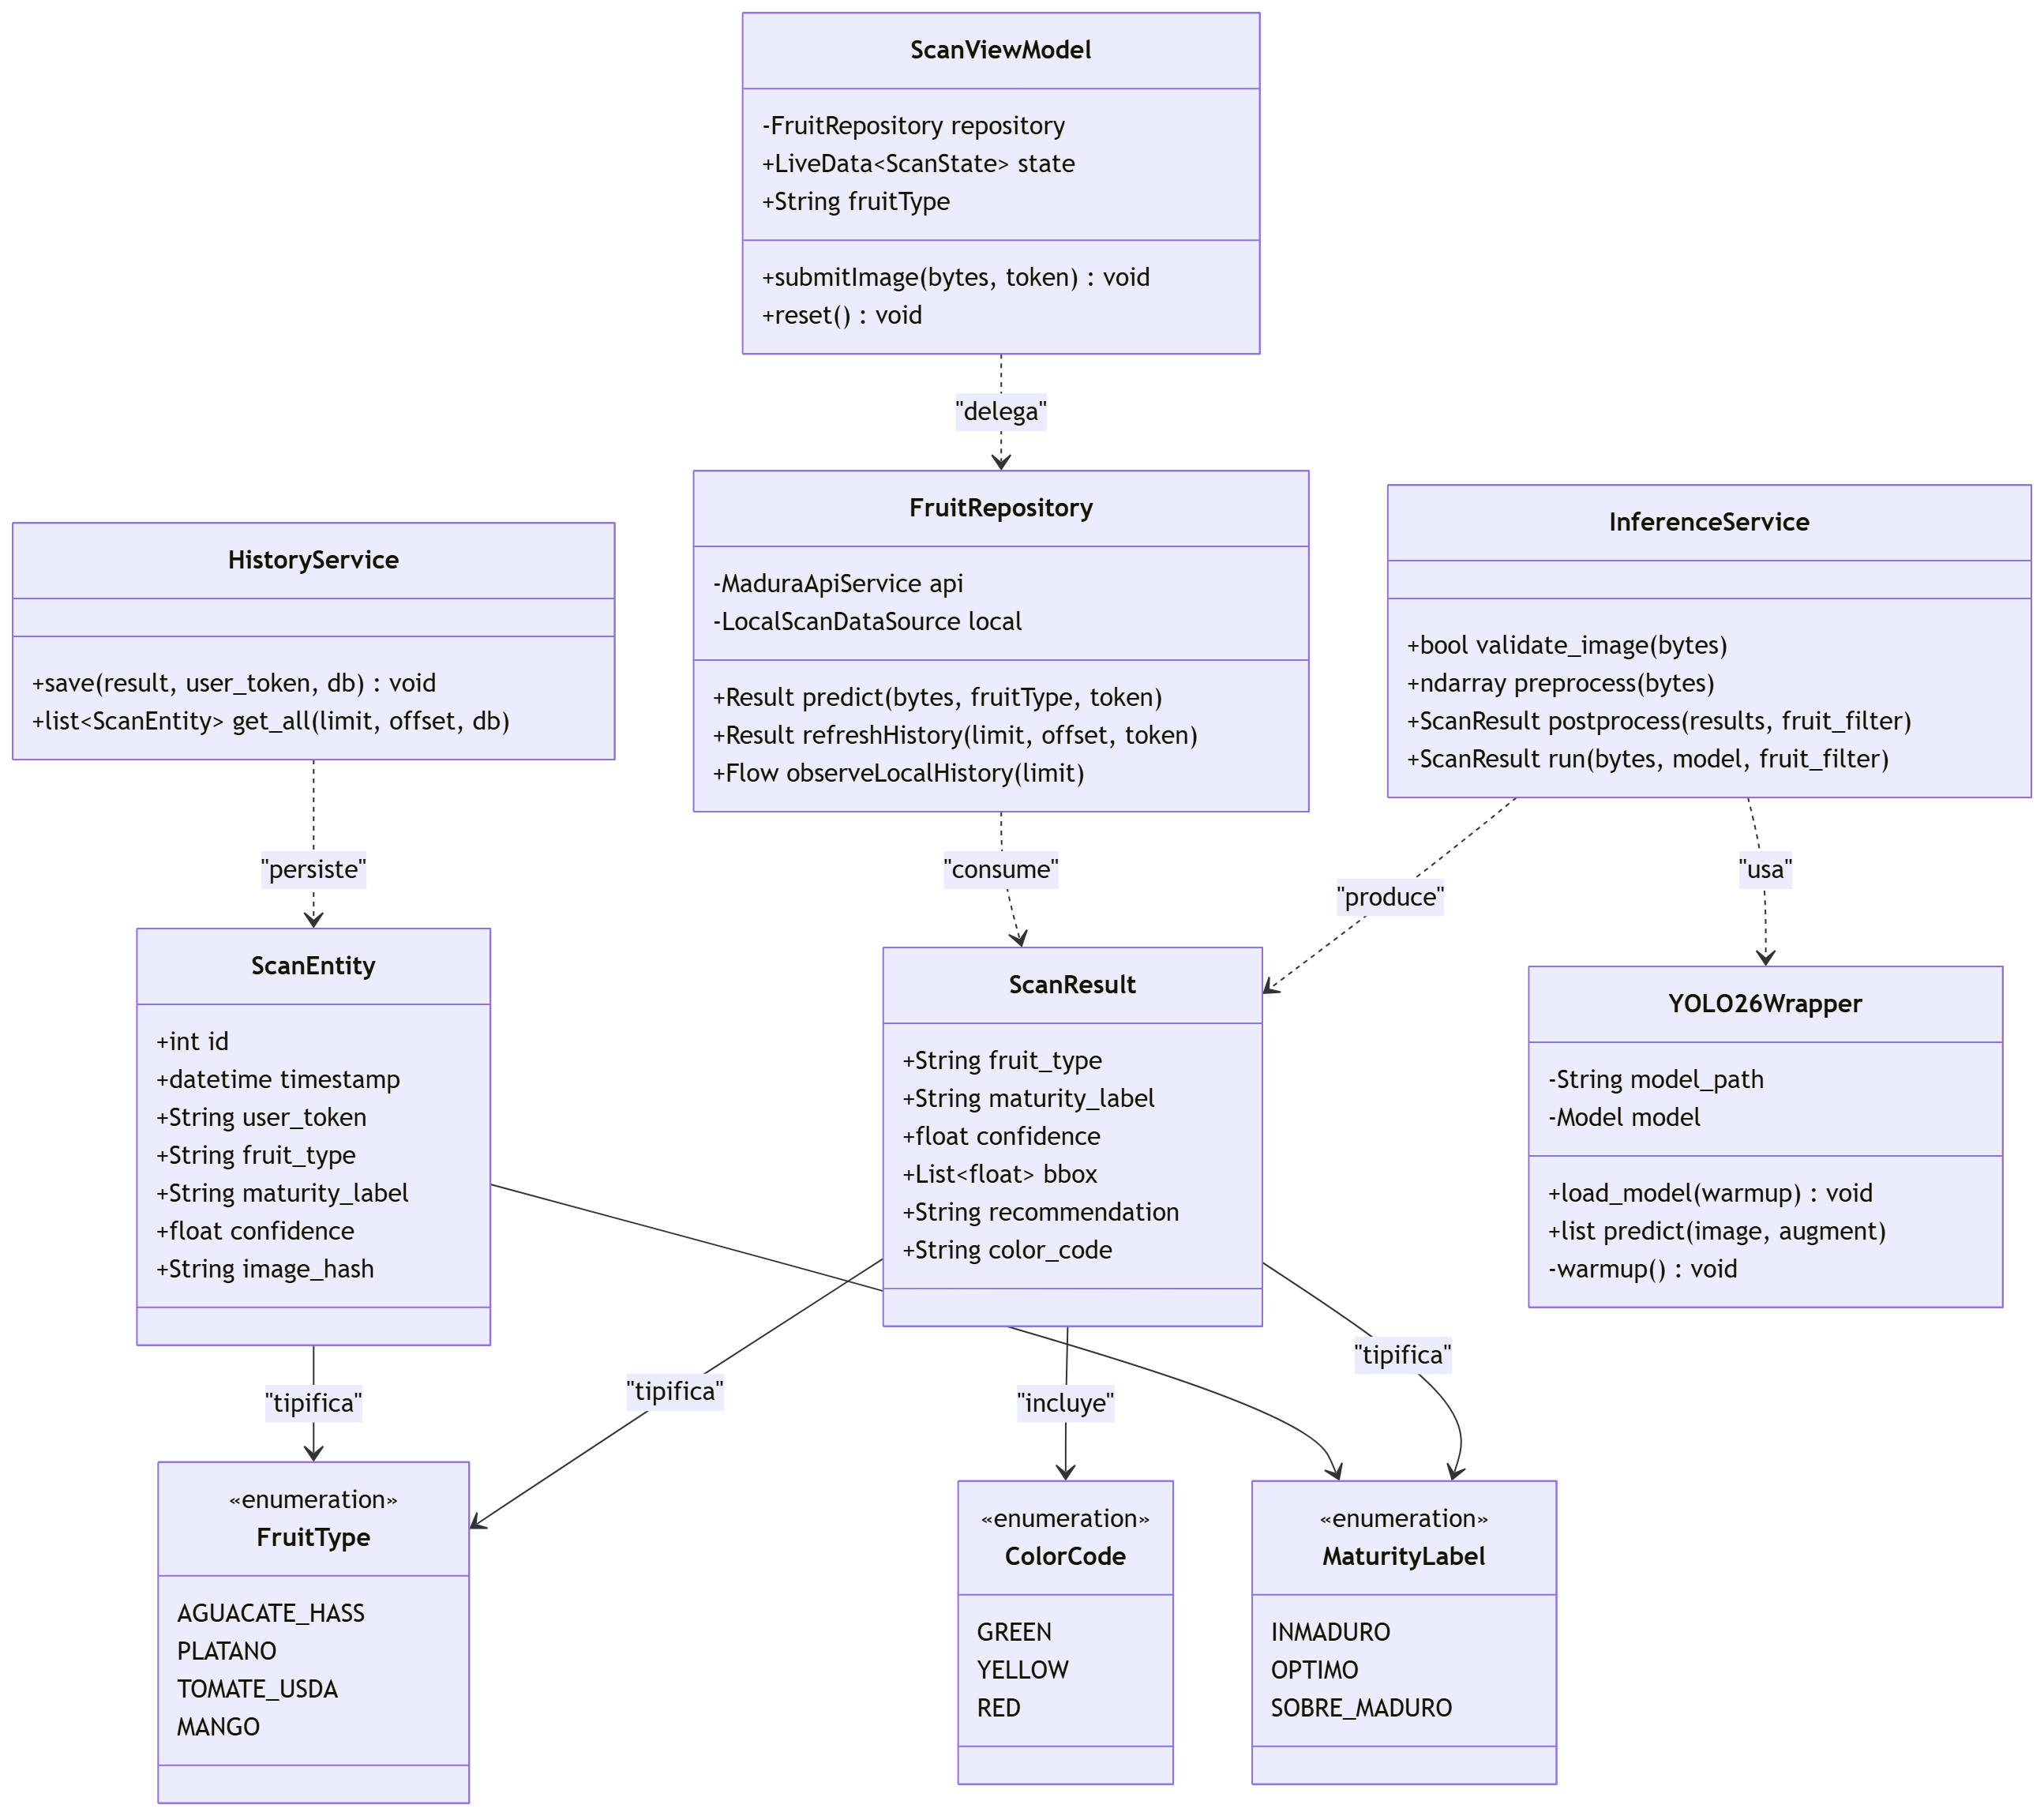 ScanViewModel
-FruitRepository repository
+LiveData<ScanState> state
+String fruitType
+submitImage(bytes, token) : void
+reset() : void
"delega"
HistoryService
+save(result, user_token, db) : void
+list<ScanEntity> get_all(limit, offset, db)
FruitRepository
-MaduraApiService api
-LocalScanDataSource local
+Result predict(bytes, fruitType, token)
+Result refreshHistory(limit, offset, token)
+Flow observeLocalHistory(limit)
InferenceService
+bool validate_image(bytes)
+ndarray preprocess(bytes)
+ScanResult postprocess(results, fruit_filter)
+ScanResult run(bytes, model, fruit_filter)
"persiste"
"consume"
"produce"
"usa"
ScanEntity
+int id
+datetime timestamp
+String user_token
+String fruit_type
+String maturity_label
+float confidence
+String image_hash
ScanResult
+String fruit_type
+String maturity_label
+float confidence
+List<float> bbox
+String recommendation
+String color_code
YOLO26Wrapper
-String model_path
-Model model
+load_model(warmup) : void
+list predict(image, augment)
-warmup() : void
"tipifica"
"tipifica"
"incluye"
"tipifica"
«enumeration»
FruitType
AGUACATE_HASS
PLATANO
TOMATE_USDA
MANGO
«enumeration»
ColorCode
GREEN
YELLOW
RED
«enumeration»
MaturityLabel
INMADURO
OPTIMO
SOBRE_MADURO